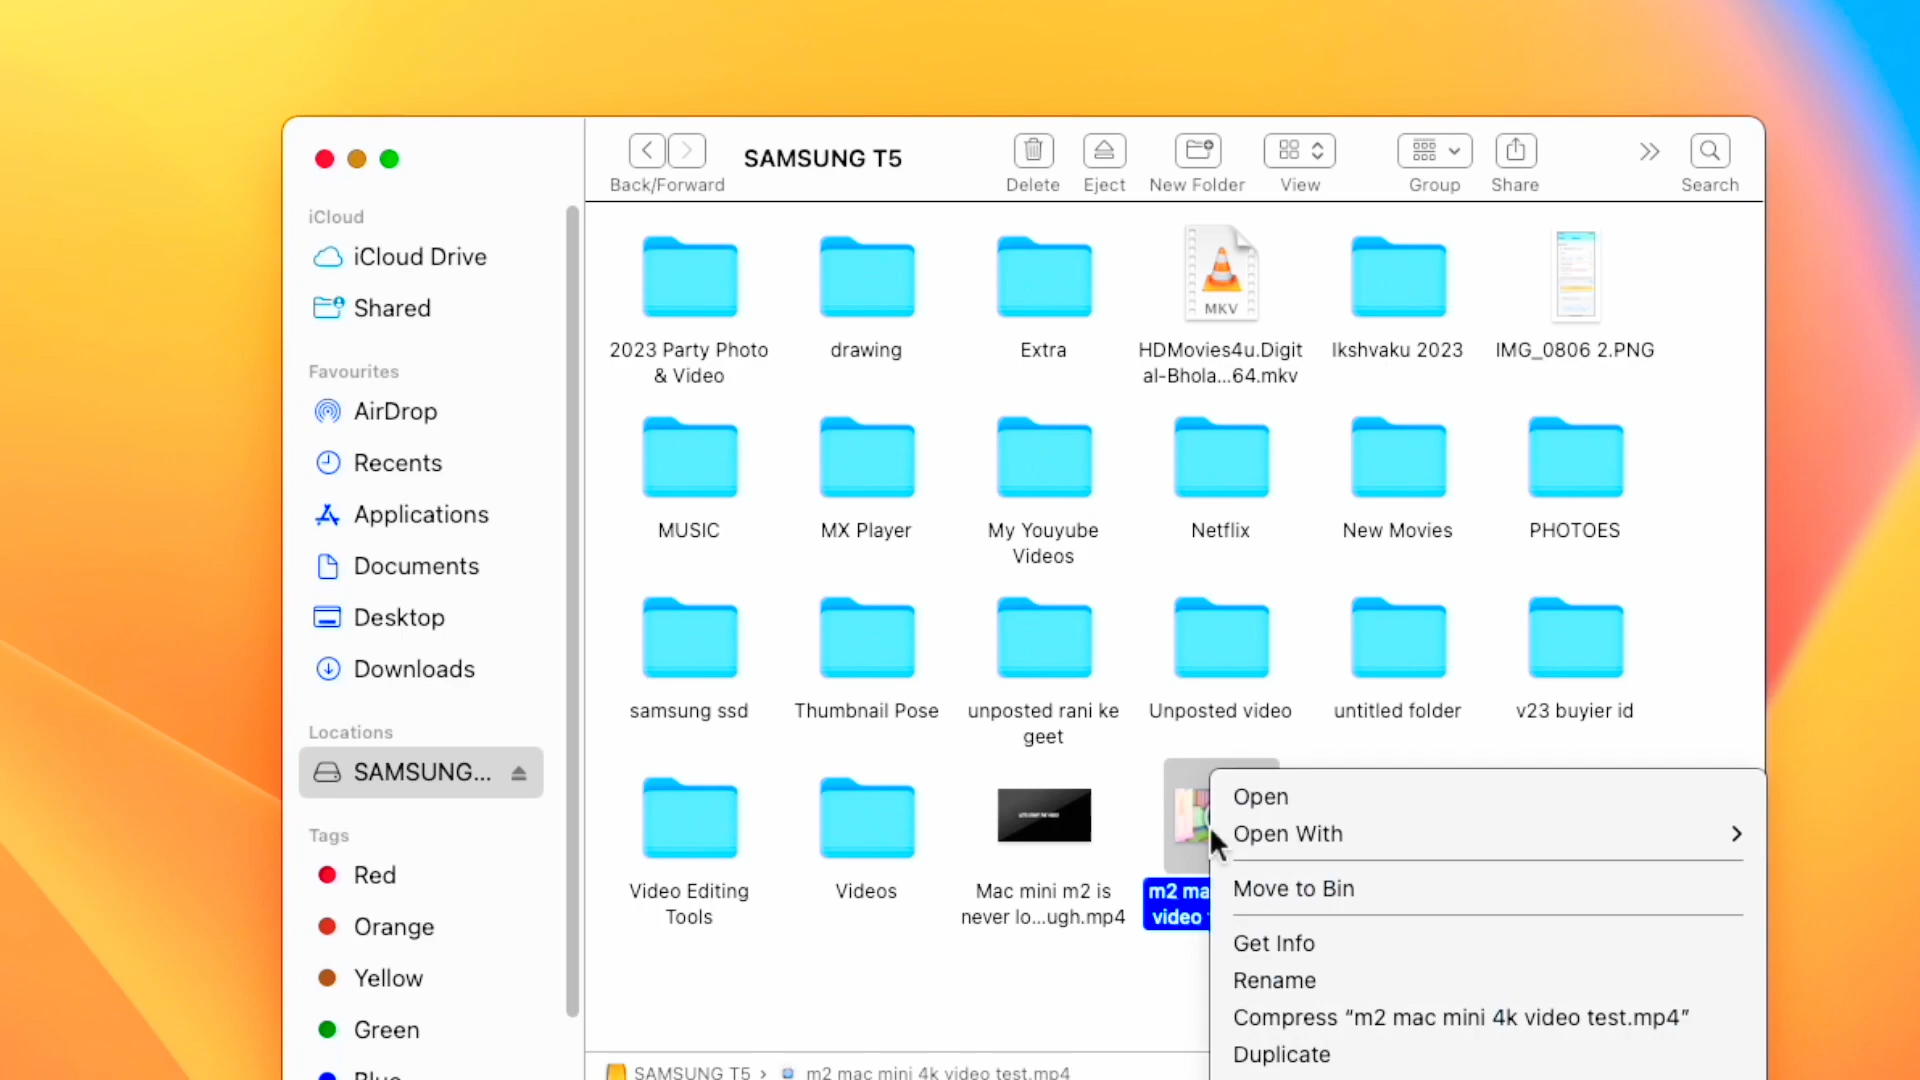 SAMSUNG T5
Back/Forward
Delete
Eject
New Folder
View
Group
Share
Search
iCloud
iCloud Drive
Shared
Favourites
AirDrop
Recents
Applications
Documents
Desktop
Downloads
Locations
SAMSUNG...
Tags
Red
Orange
Yellow
Green
Blue
2023 Party Photo
& Video
drawing
Extra
MKV
HDMovies4u.Digit
al-Bhola...64.mkv
Ikshvaku 2023
IMG_0806 2.PNG
MUSIC
MX Player
My Youyube
Videos
Netflix
New Movies
PHOTOES
samsung ssd
Thumbnail Pose
unposted rani ke
geet
Unposted video
untitled folder
v23 buyier id
Video Editing
Tools
Videos
Mac mini m2 is
never lo...ugh.mp4
m2 ma
video
Open
Open With
Move to Bin
Get Info
Rename
Compress “m2 mac mini 4k video test.mp4”
Duplicate
SAMSUNG T5 › m2 mac mini 4k video test.mp4